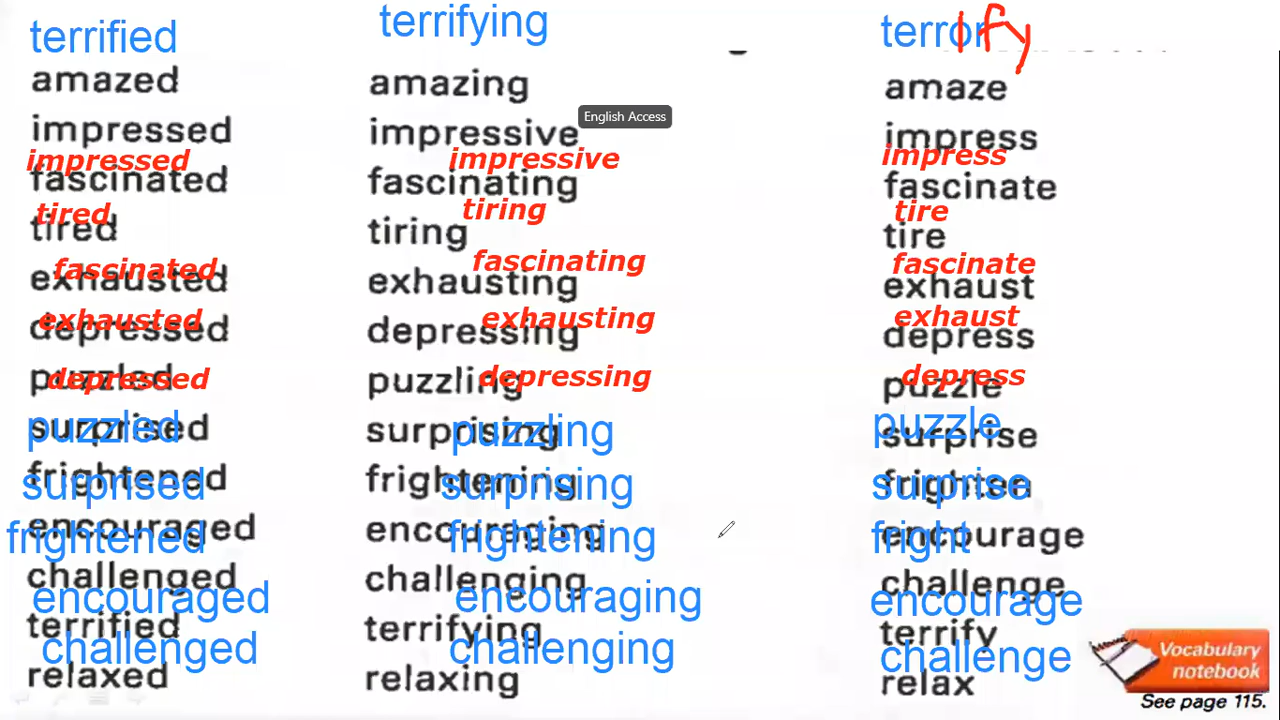 terrified terrifying terrorify
amazed amazing amaze
English Access
impressed impressive impress
impressed impressive impress
fascinated fascinating fascinate
tired tiring tire
tired tiring tire
fascinated fascinating fascinate
exhausted exhausting exhaust
exhausted exhausting exhaust
depressed depressing depress
depressed depressing depress
puzzled puzzling puzzle
puzzled puzzling puzzle
surprised surprising surprise
surprised surprising surprise
frightened frightening frighten
frightened frightening fright
encouraged encouraging encourage
challenged challenging challenge
encouraged encouraging encourage
terrified terrifying terrify
challenged challenging challenge
relaxed relaxing relax
Vocabulary
notebook
See page 115.